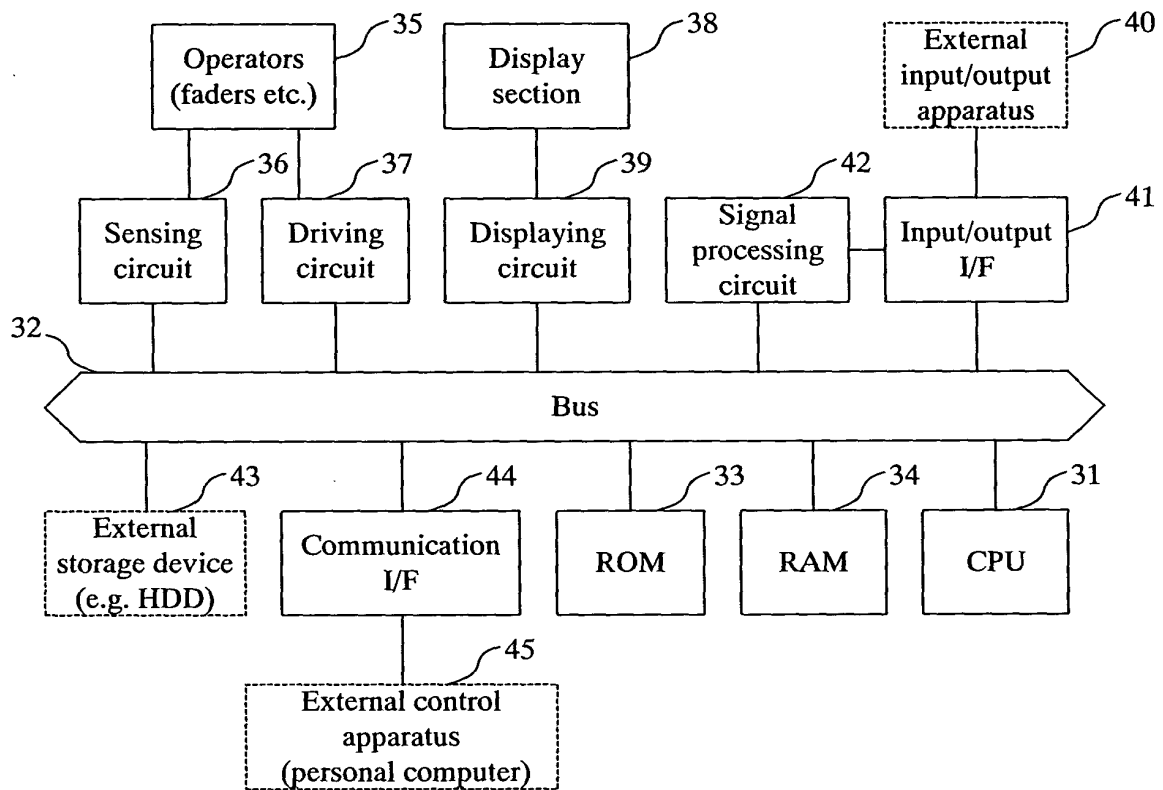 35
Operators
(faders etc.)
38
Display
section
40
External
input/output
apparatus
36
Sensing
circuit
37
Driving
circuit
39
Displaying
circuit
42
Signal
processing
circuit
41
Input/output
I/F
32
Bus
43
External
storage device
(e.g. HDD)
44
Communication
I/F
33
ROM
34
RAM
31
CPU
45
External control
apparatus
(personal computer)